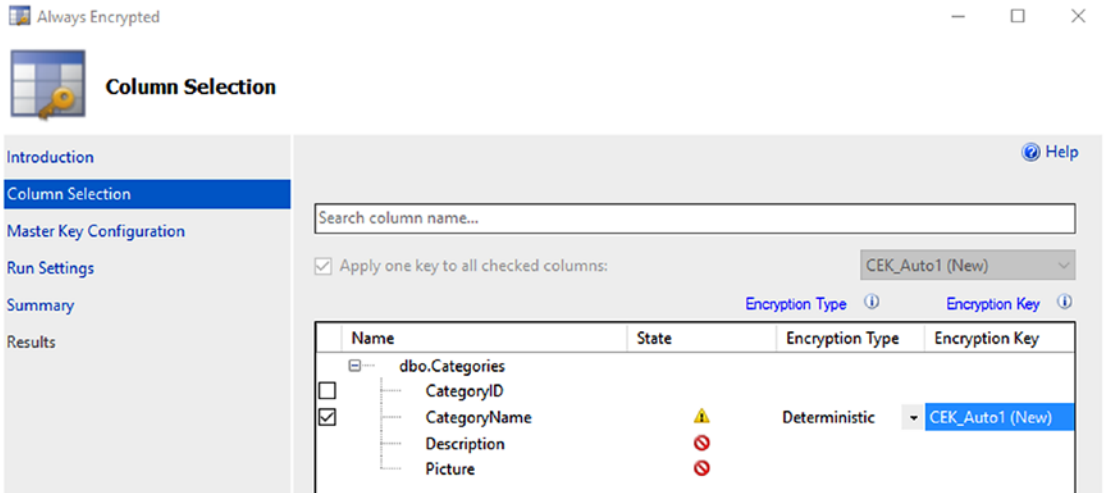 Always Encrypted
Column Selection
Introduction
Column Selection
Master Key Configuration
Run Settings
Summary
Results
Help
Search column name...
Apply one key to all checked columns: CEK_Auto1 (New)
Encryption Type Encryption Key
Name State Encryption Type Encryption Key
dbo.Categories
CategoryID
CategoryName Deterministic CEK_Auto1 (New)
Description
Picture